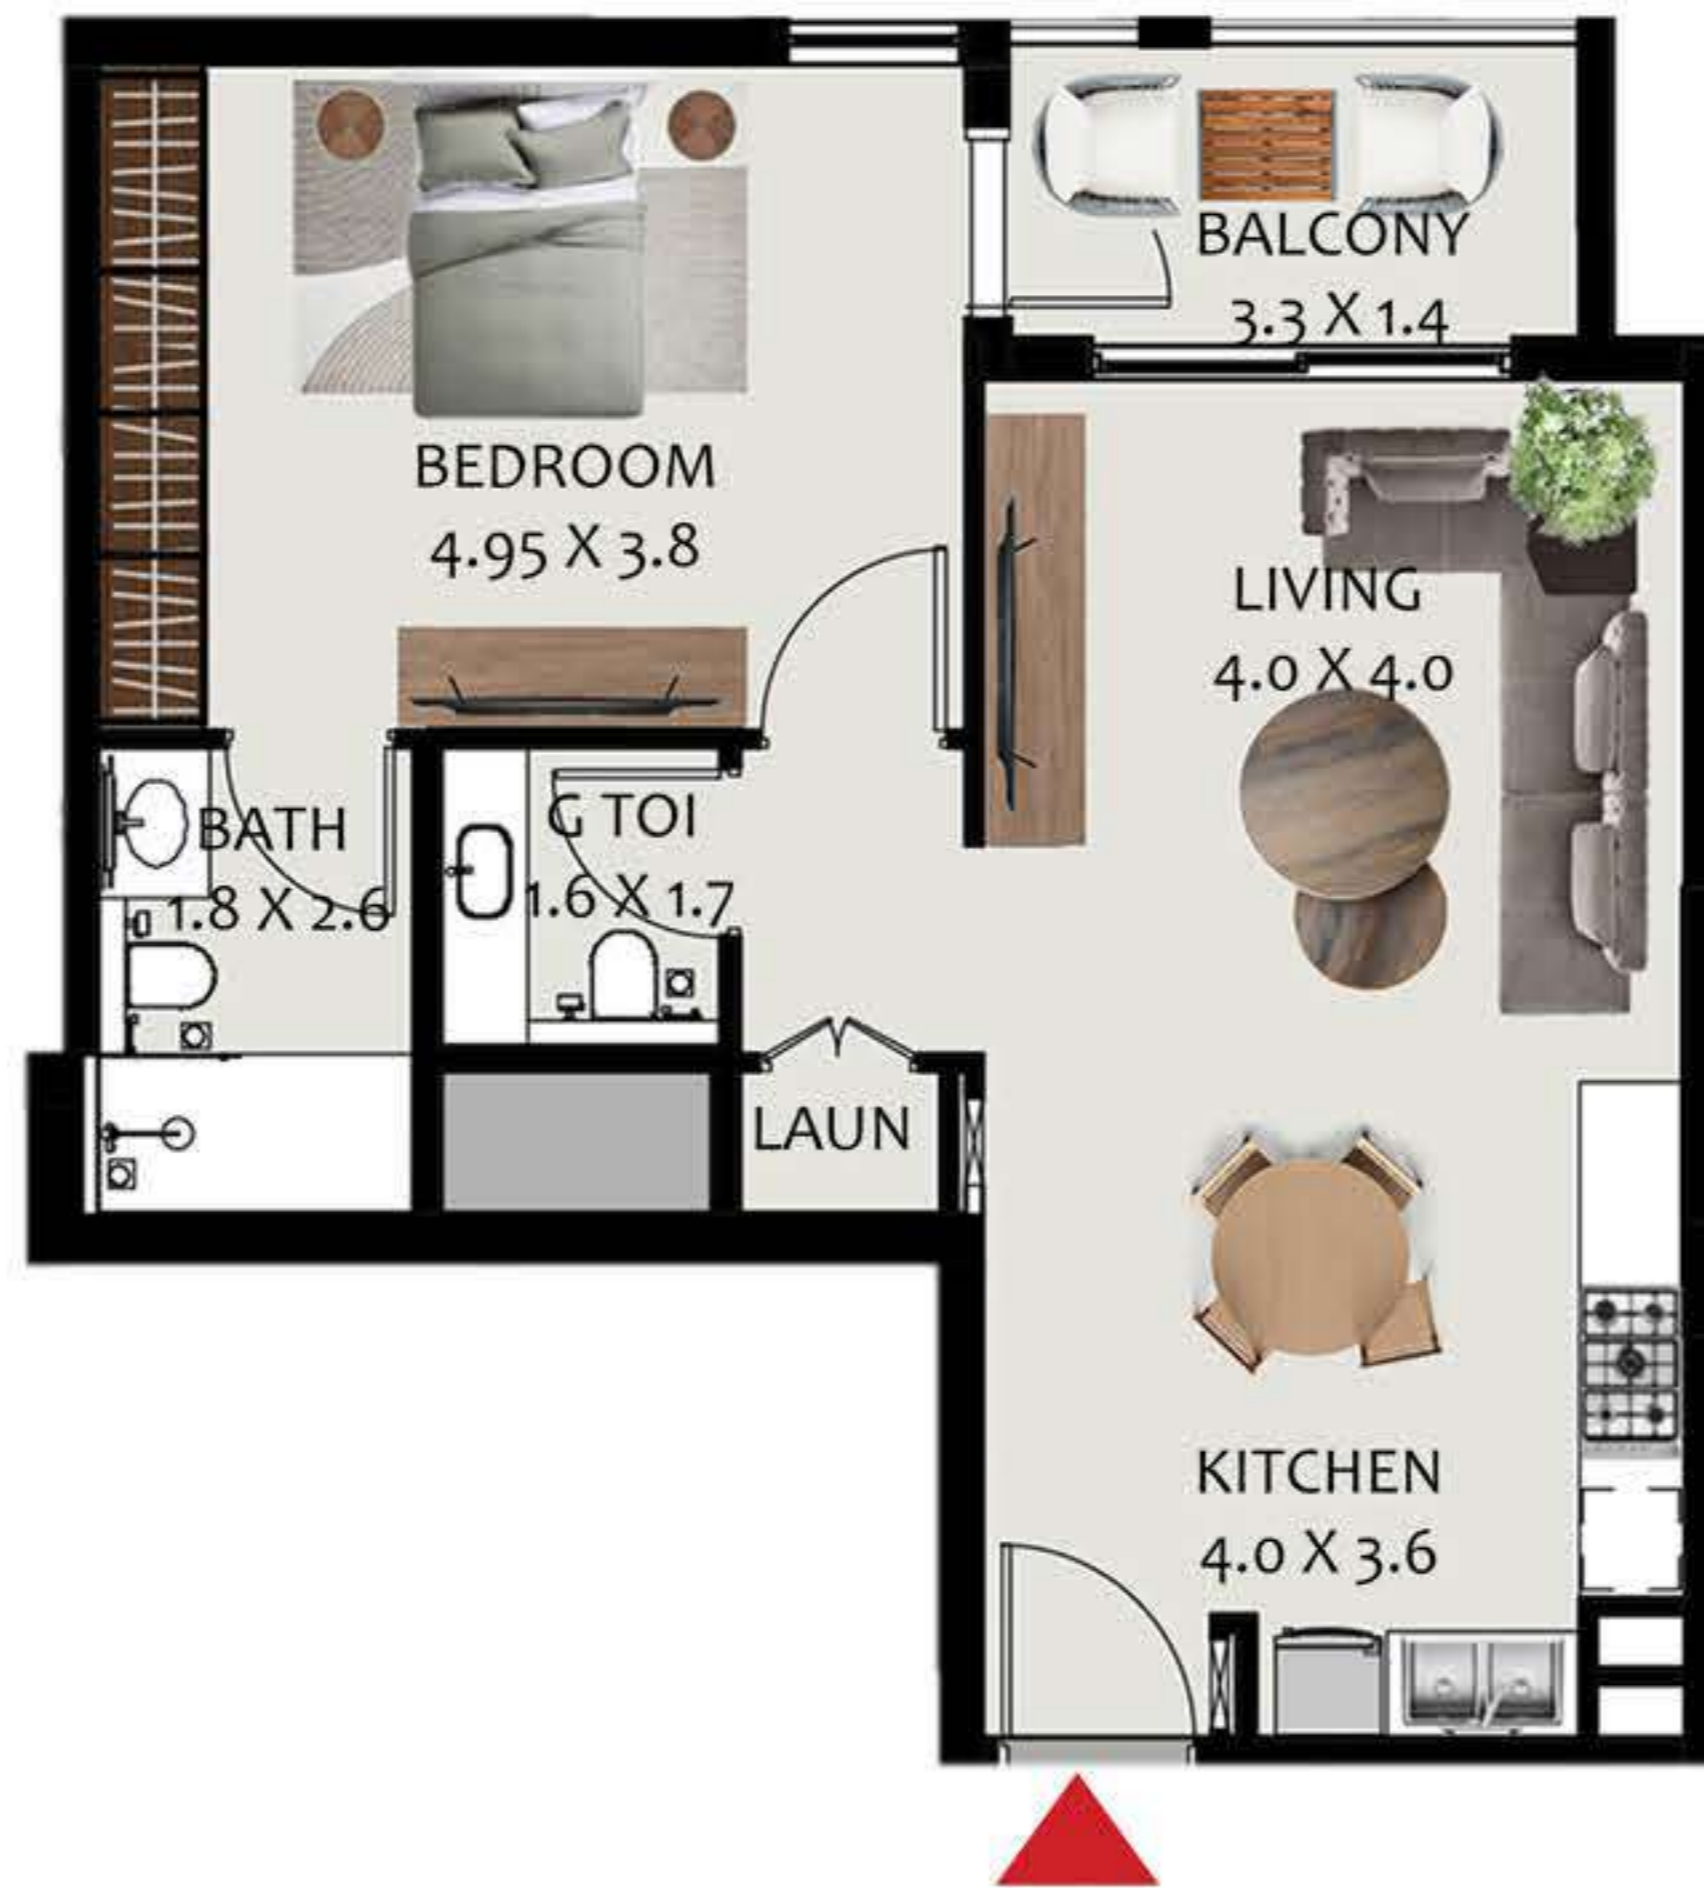 BALCONY
3.3 X 1.4
BEDROOM
4.95 X 3.8
LIVING
4.0 X 4.0
BATH
1.8 X 2.6
G TOI
1.6 X 1.7
LAUN
KITCHEN
4.0 X 3.6